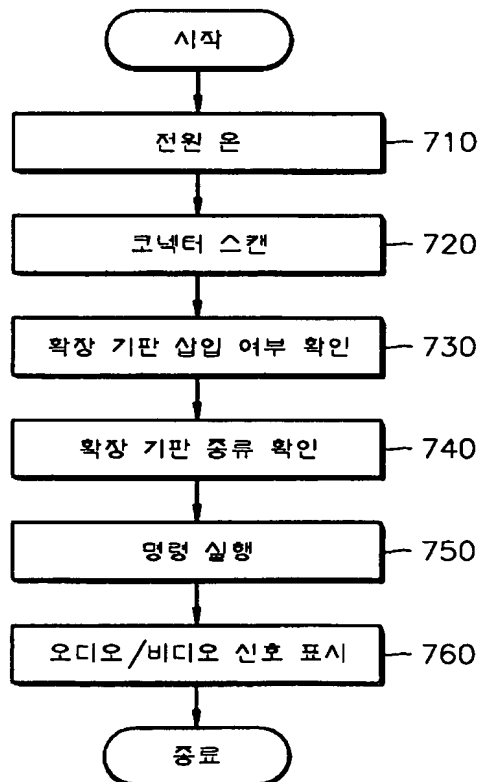 시작
전원 온 710
코넥터 스캔 720
확장 기판 삽입 여부 확인 730
확장 기판 종류 확인 740
명령 실행 750
오디오/비디오 신호 표시 760
종료